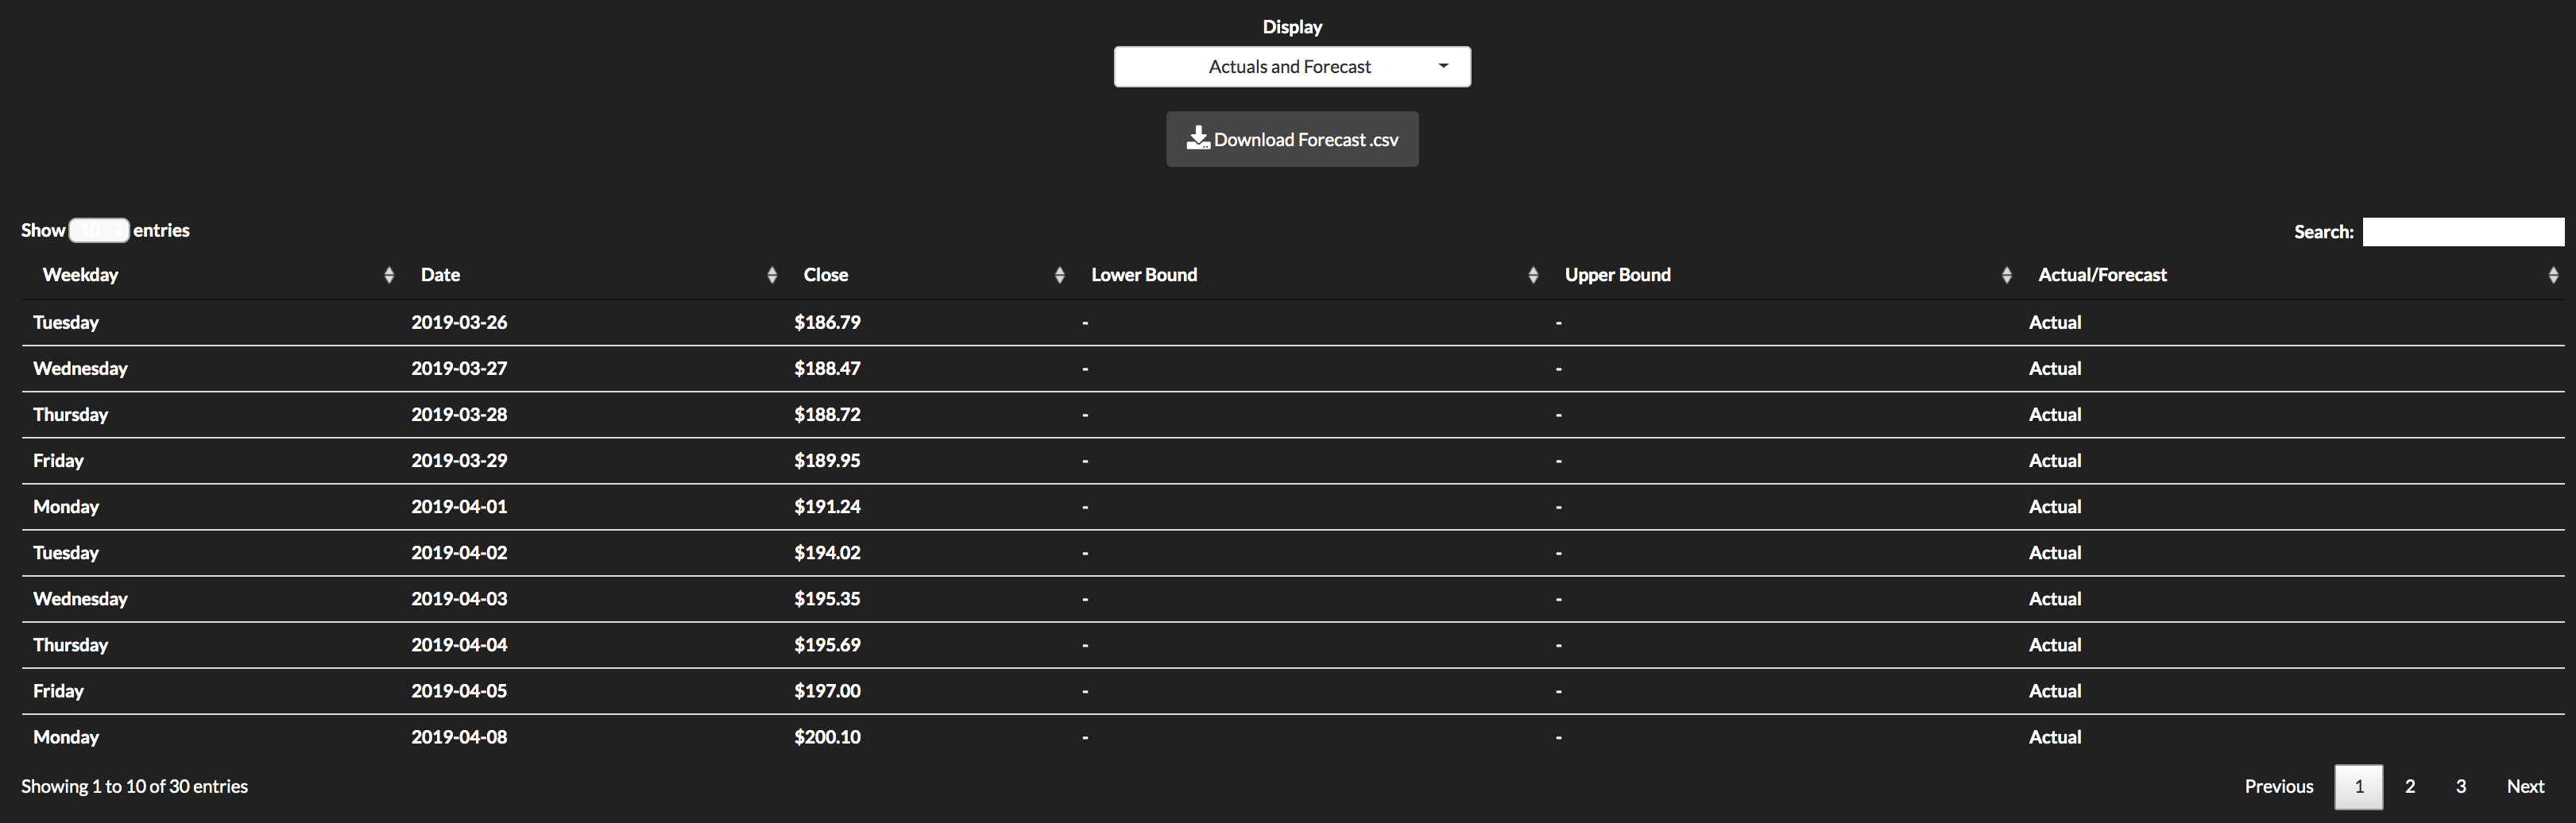 Display
Actuals and Forecast
Download Forecast .csv
Show 10 entries
Search:
Weekday Date Close Lower Bound Upper Bound Actual/Forecast
Tuesday 2019-03-26 $186.79 - - Actual
Wednesday 2019-03-27 $188.47 - - Actual
Thursday 2019-03-28 $188.72 - - Actual
Friday 2019-03-29 $189.95 - - Actual
Monday 2019-04-01 $191.24 - - Actual
Tuesday 2019-04-02 $194.02 - - Actual
Wednesday 2019-04-03 $195.35 - - Actual
Thursday 2019-04-04 $195.69 - - Actual
Friday 2019-04-05 $197.00 - - Actual
Monday 2019-04-08 $200.10 - - Actual
Showing 1 to 10 of 30 entries Previous 1 2 3 Next